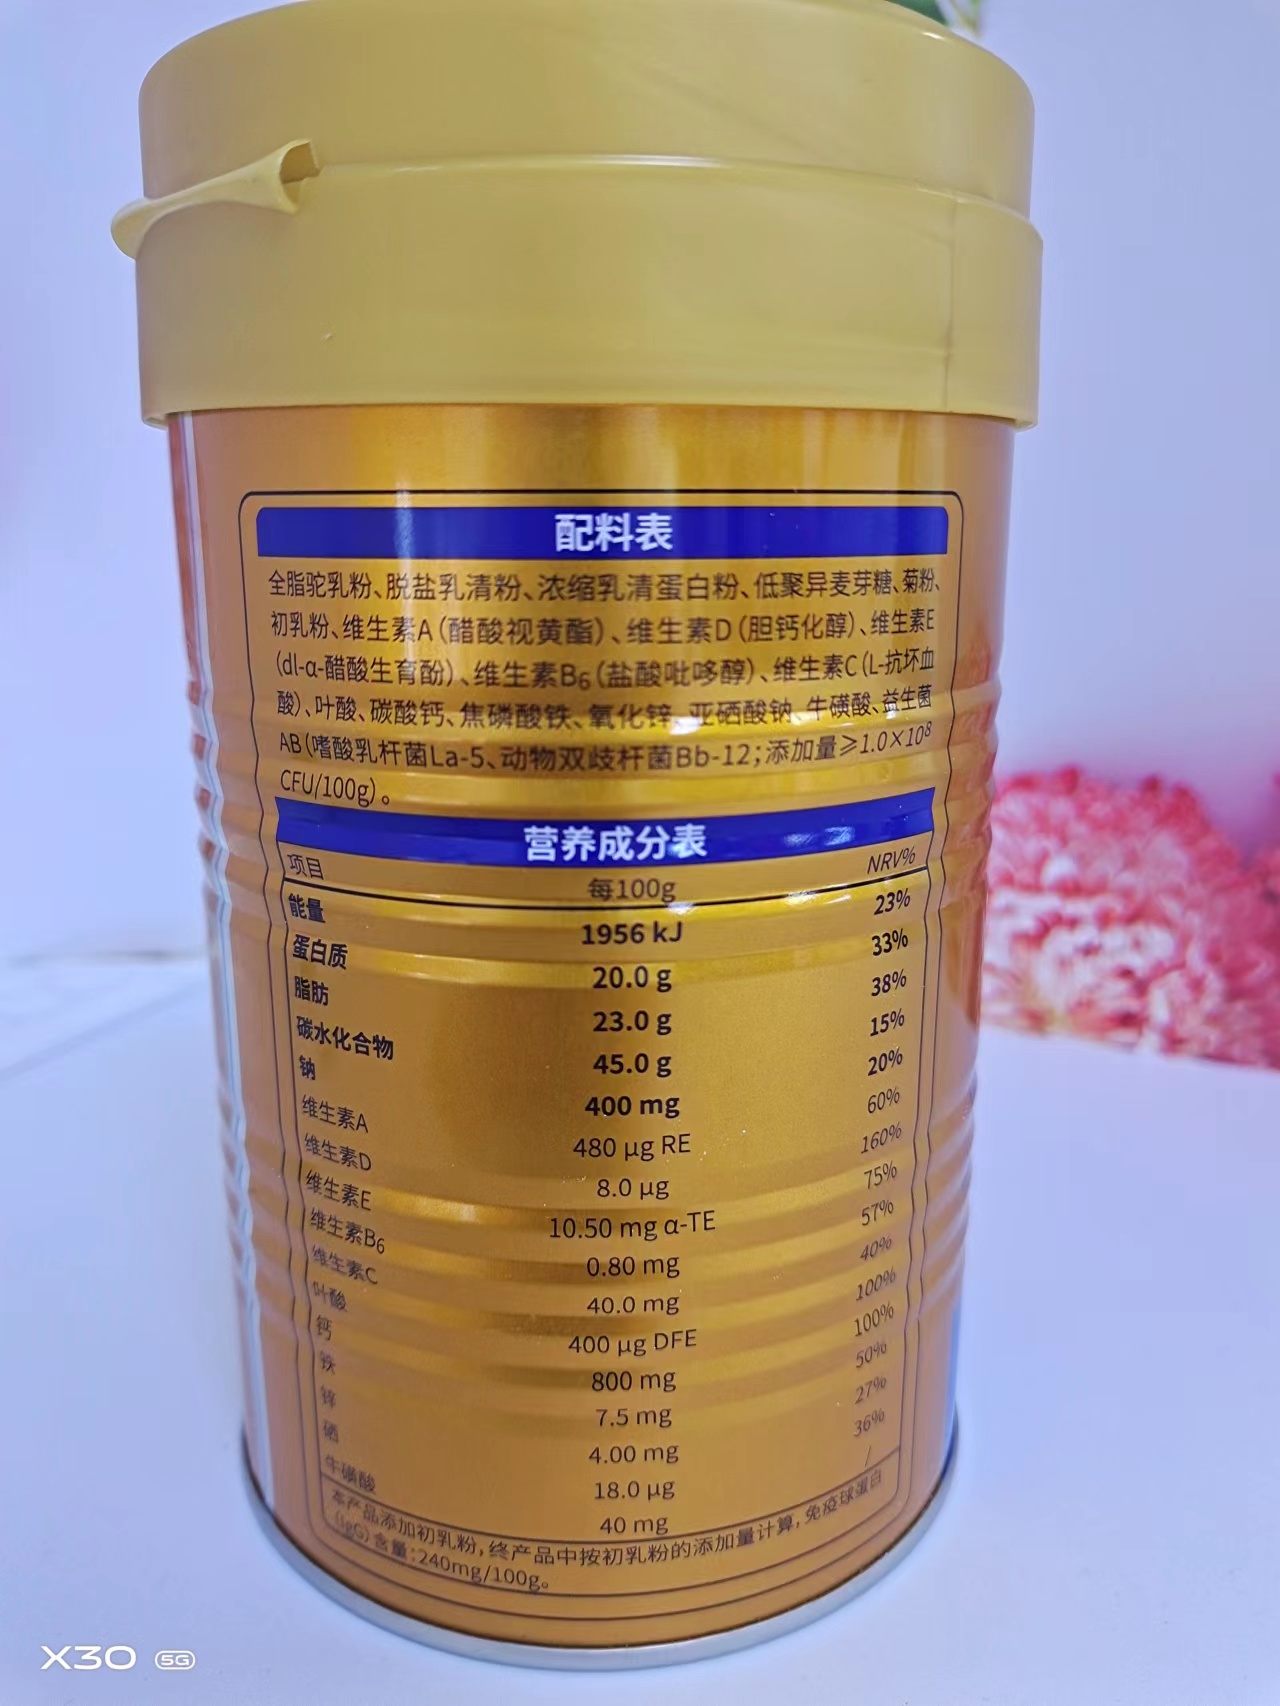 配料表
全脂驼乳粉、脱盐乳清粉、浓缩乳清蛋白粉、低聚异麦芽糖、菊粉、
初乳粉、维生素A(醋酸视黄酯)、维生素D(胆钙化醇)、维生素E
(dl-α-醋酸生育酚)、维生素B₆(盐酸吡哆醇)、维生素C(L-抗坏血
酸)、叶酸、碳酸钙、焦磷酸铁、氧化锌、亚硒酸钠、牛磺酸、益生菌
AB(嗜酸乳杆菌La-5、动物双歧杆菌Bb-12;添加量≥1.0×10⁸
CFU/100g)。
营养成分表
项目 每100g NRV%
能量 1956 kJ 23%
蛋白质 20.0 g 33%
脂肪 23.0 g 38%
碳水化合物 45.0 g 15%
钠 400 mg 20%
维生素A 480 μg RE 60%
维生素D 8.0 μg 160%
维生素E 10.50 mg α-TE 75%
维生素B₆ 0.80 mg 57%
维生素C 40.0 mg 40%
叶酸 400 μg DFE 100%
钙 800 mg 100%
铁 7.5 mg 50%
锌 4.00 mg 27%
硒 18.0 μg 36%
牛磺酸 40 mg /
本产品添加初乳粉,终产品中按初乳粉的添加量计算,免疫球蛋白
(IgG)含量:240mg/100g。
X30 5G